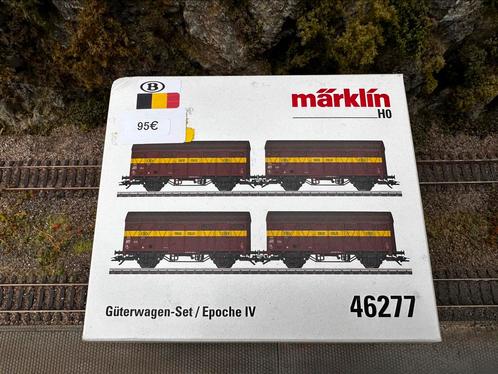 B
95€
märklin
H0
Güterwagen-Set / Epoche IV
46277